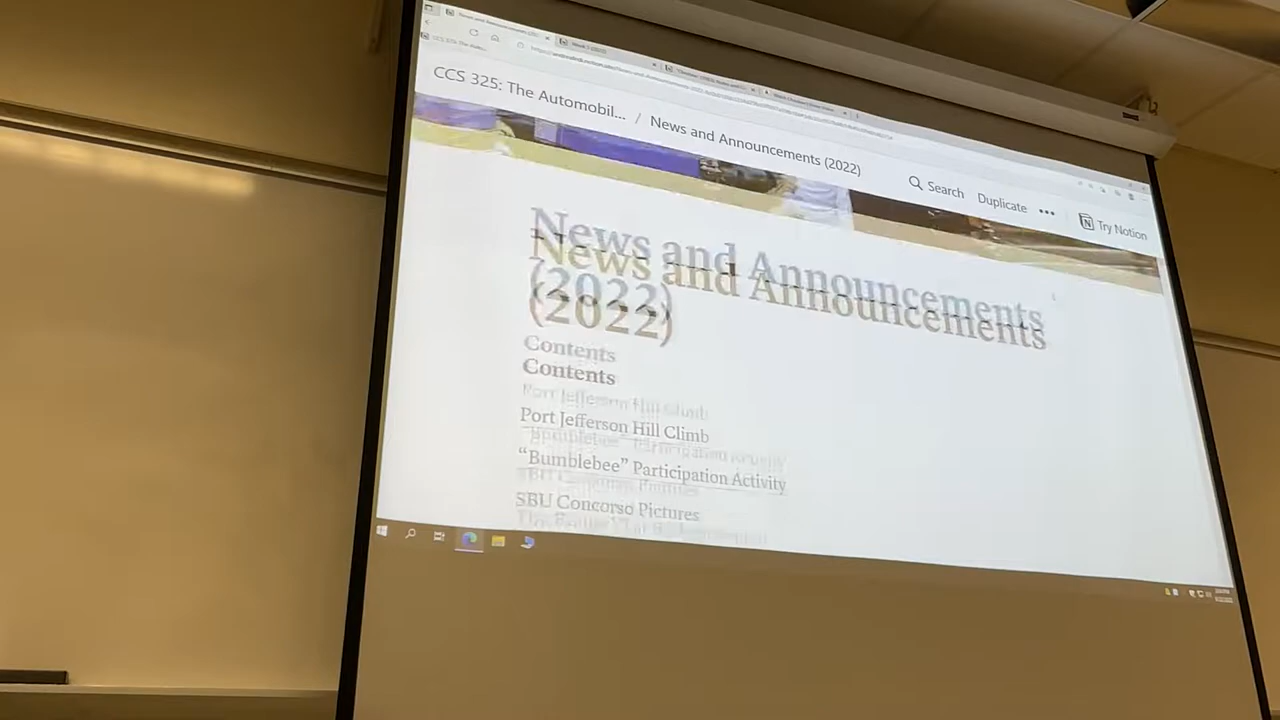 CCS 325: The Automobil... / News and Announcements (2022)
Search Duplicate ••• Try Notion
News and Announcements
(2022)
Contents
Port Jefferson Hill Climb
“Bumblebee” Participation Activity
SBU Concorso Pictures